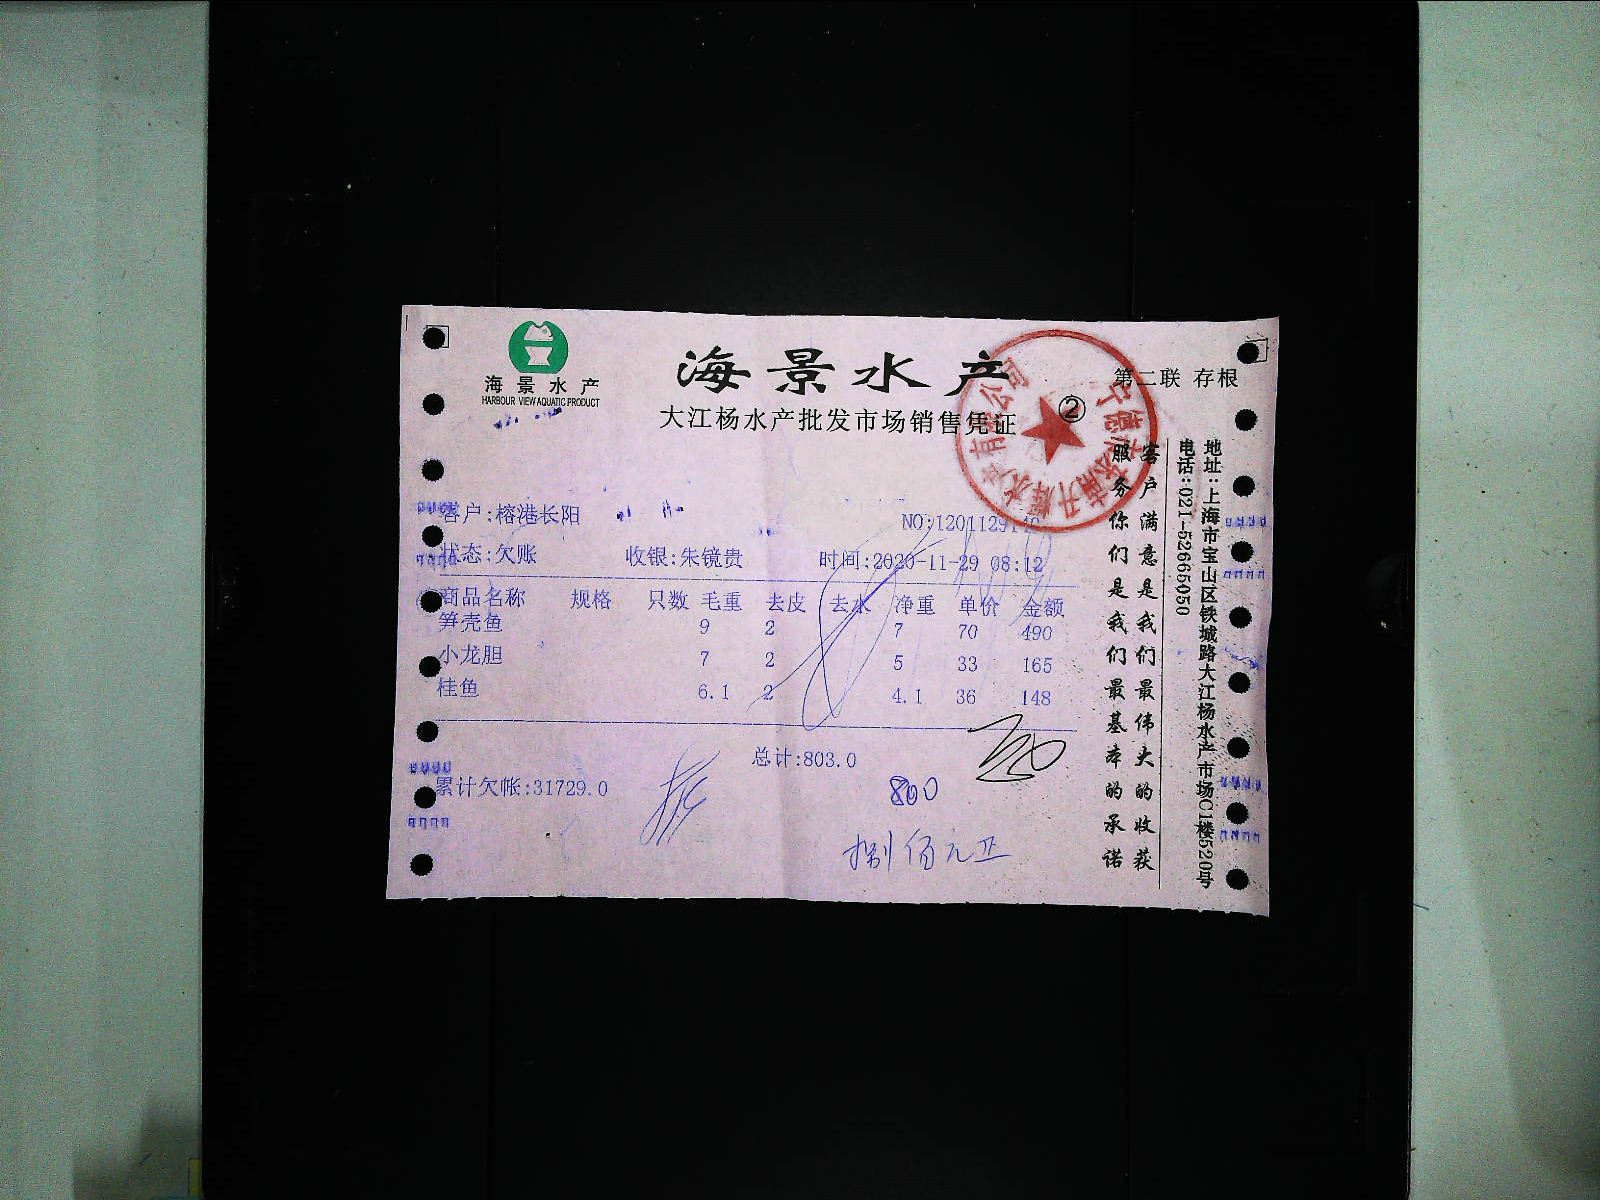 海景水产
HARBOUR VIEW AQUATIC PRODUCT
海景水产
大江杨水产批发市场销售凭证
②
第二联 存根
客户:榕港长阳
NO:1201129
状态:欠账 收银:朱镜贵 时间:2020-11-29 08:12
商品名称 规格 只数 毛重 去皮 去水 净重 单价 金额
笋壳鱼 9 2 7 70 490
小龙胆 7 2 5 33 165
桂鱼 6.1 2 4.1 36 148
总计:803.0
累计欠帐:31729.0
800
捌佰元正
客户满意是我们最伟大的收获
服务你们是我们最基本的承诺
地址:上海市宝山区铁城路大江杨水产市场C1楼520号
电话:021-52665050